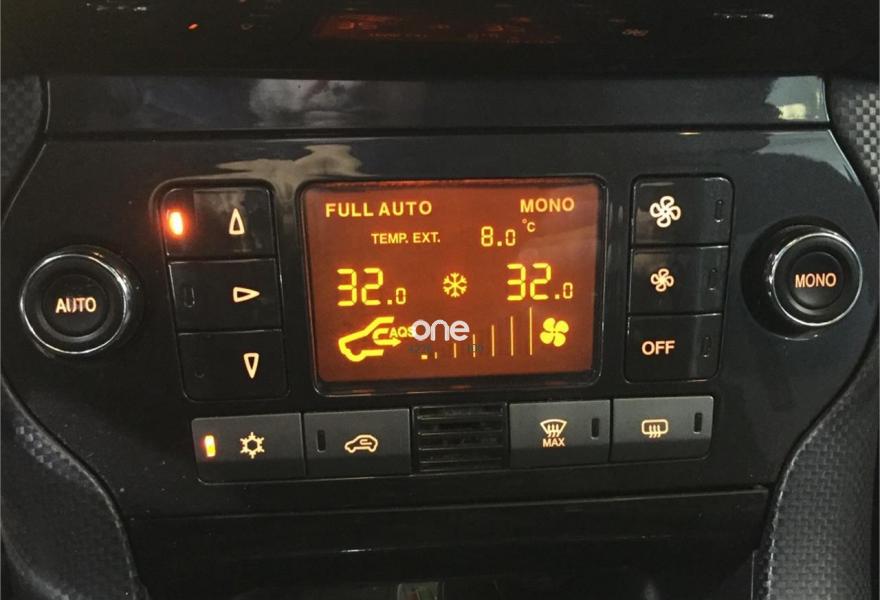 FULL AUTO MONO
TEMP. EXT. 8.0 °C
32.0 32.0
AQS
one
AUTO
MONO
OFF
MAX